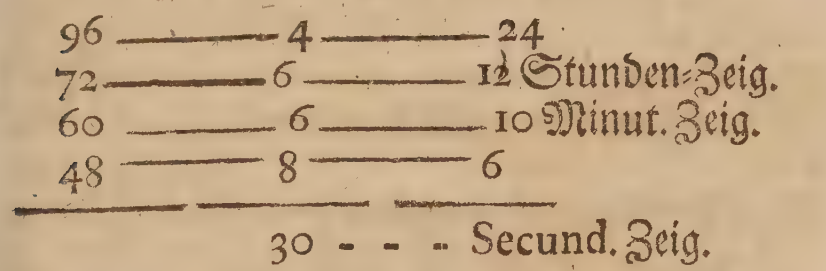 96 — 4 — 24
72 — 6 — 12 Stunden-Zeig.
60 — 6 — 10 Minut. Zeig.
48 — 8 — 6
30 - - - Secund. Zeig.